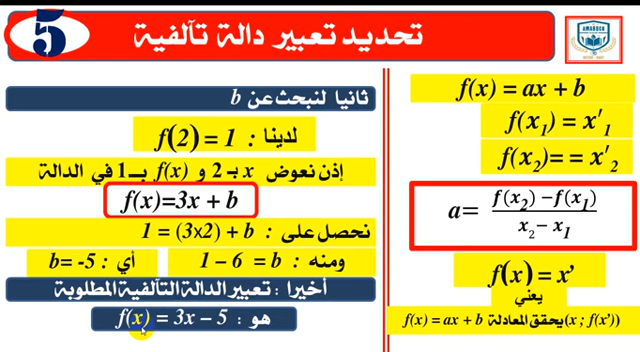 5
تحديد تعبير دالة تآلفية
AMAROCH
ثانيا لنبحث عن b
لدينا : f(2) = 1
إذن نعوض x بـ 2 و f(x) بـ 1 في الدالة
f(x)=3x + b
نحصل على : 1 = (3x2) + b
ومنه : 1 – 6 = b
أي : b= -5
أخيرا : تعبير الدالة التآلفية المطلوبة
هو : f(x) = 3x – 5
f(x) = ax + b
f(x₁) = x'₁
f(x₂) = = x'₂
a= (f(x₂) –f(x₁))/(x₂– x₁)
f(x) = x'
يعني
(x ; f(x')) يحقق المعادلة f(x) = ax + b